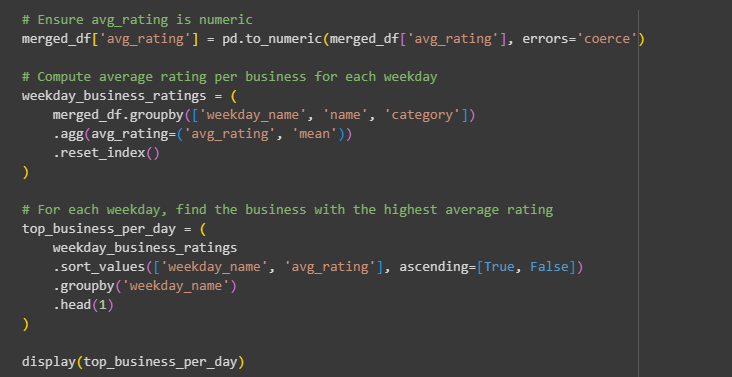 # Ensure avg_rating is numeric
merged_df['avg_rating'] = pd.to_numeric(merged_df['avg_rating'], errors='coerce')
# Compute average rating per business for each weekday
weekday_business_ratings = (
    merged_df.groupby(['weekday_name', 'name', 'category'])
    .agg(avg_rating=('avg_rating', 'mean'))
    .reset_index()
)
# For each weekday, find the business with the highest average rating
top_business_per_day = (
    weekday_business_ratings
    .sort_values(['weekday_name', 'avg_rating'], ascending=[True, False])
    .groupby('weekday_name')
    .head(1)
)
display(top_business_per_day)